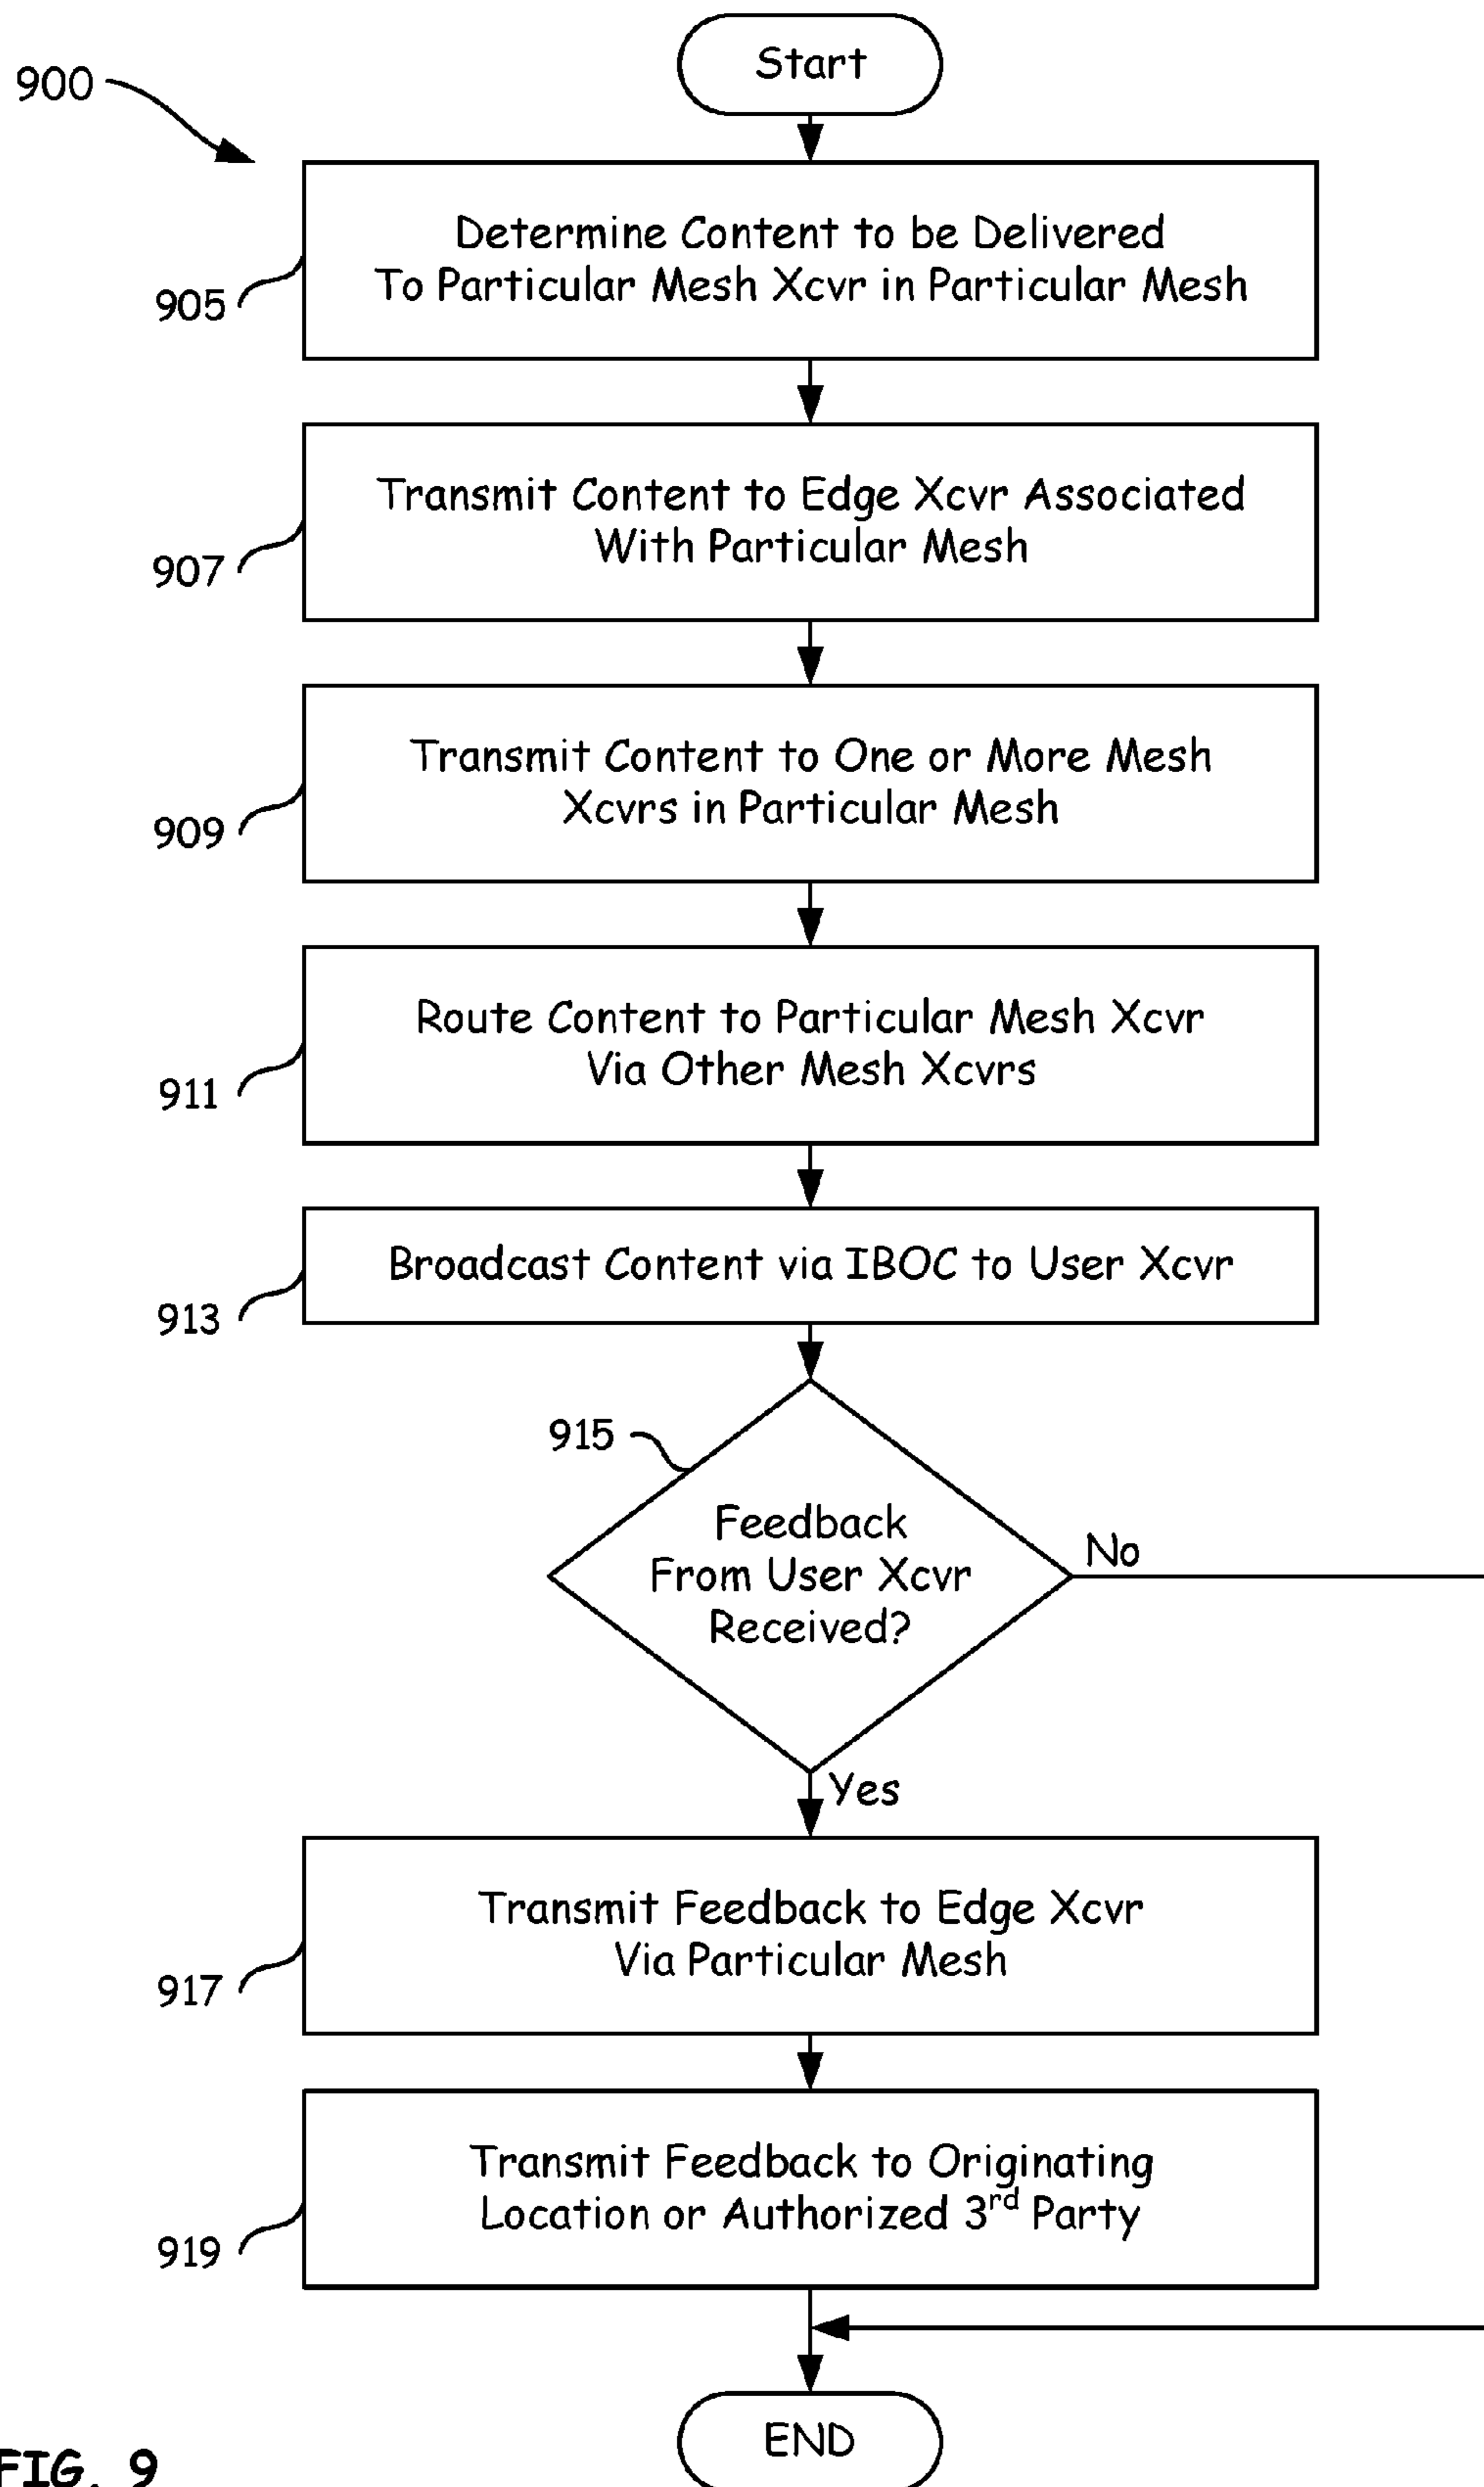 Start
900
Determine Content to be Delivered
To Particular Mesh Xcvr in Particular Mesh
905
Transmit Content to Edge Xcvr Associated
With Particular Mesh
907
Transmit Content to One or More Mesh
Xcvrs in Particular Mesh
909
Route Content to Particular Mesh Xcvr
Via Other Mesh Xcvrs
911
Broadcast Content via IBOC to User Xcvr
913
915
Feedback
From User Xcvr
Received?
No
Yes
Transmit Feedback to Edge Xcvr
Via Particular Mesh
917
Transmit Feedback to Originating
Location or Authorized 3rd Party
919
END
FIG. 9